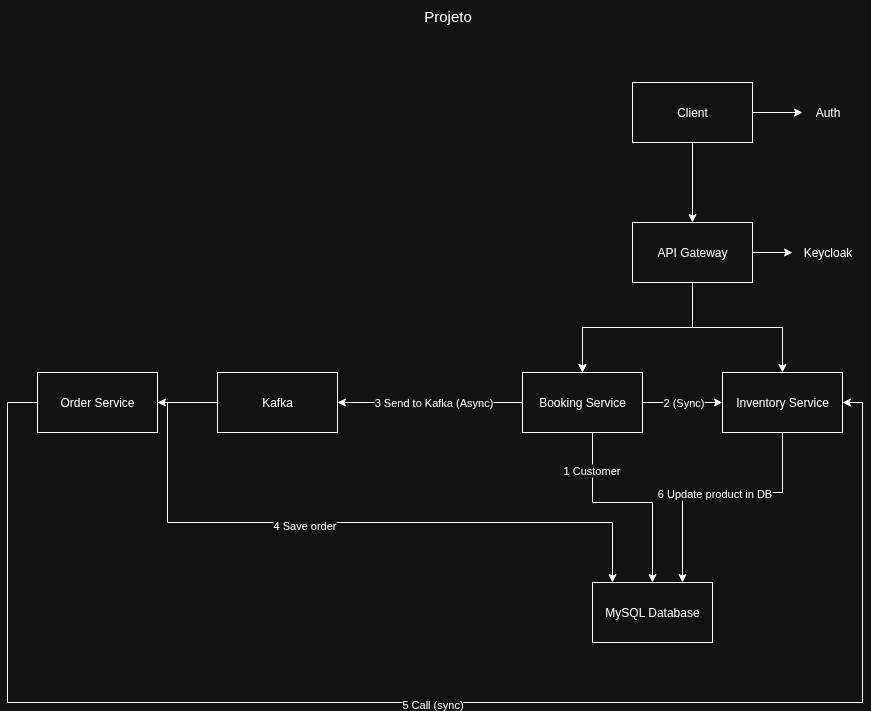 Projeto
Client
Auth
API Gateway
Keycloak
Order Service
Kafka
3 Send to Kafka (Async)
Booking Service
2 (Sync)
Inventory Service
1 Customer
6 Update product in DB
4 Save order
MySQL Database
5 Call (sync)